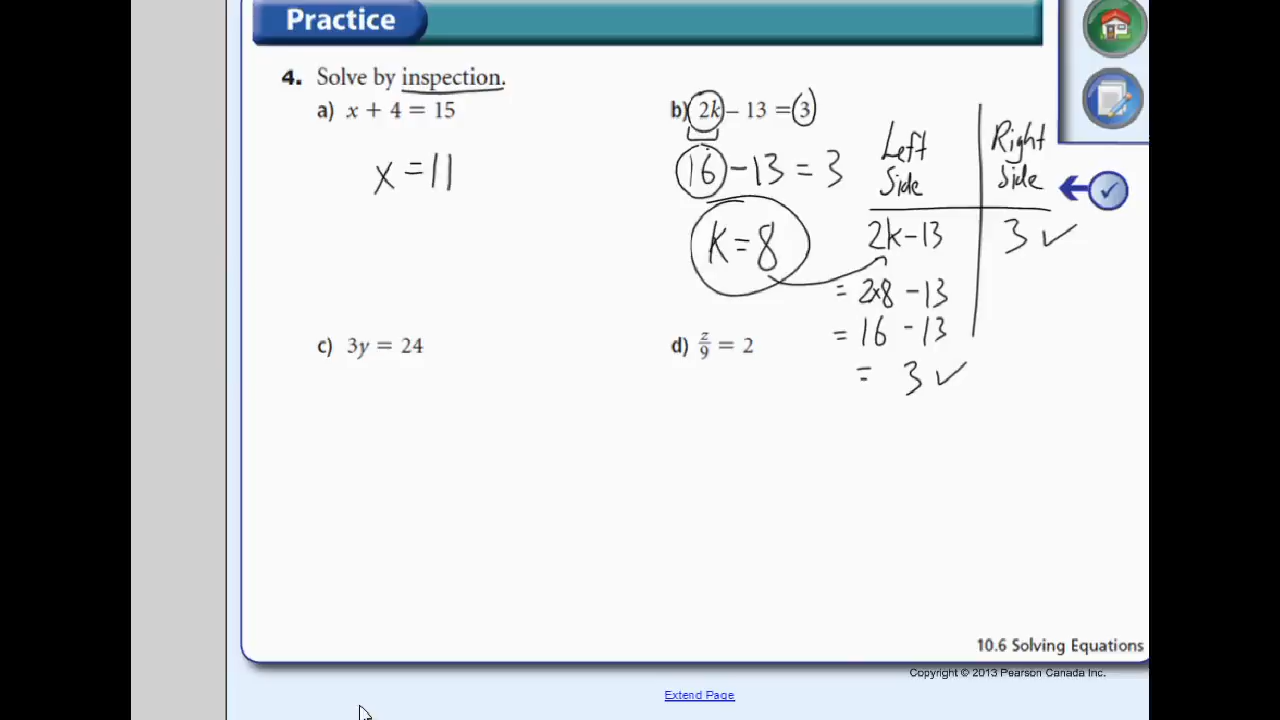 Practice
4. Solve by inspection.
a) x + 4 = 15
x = 11
b) 2k – 13 = 3
16 – 13 = 3
k = 8
Left Side
Right Side
2k – 13
3 ✓
= 2×8 – 13
= 16 – 13
= 3 ✓
c) 3y = 24
d) z/9 = 2
10.6 Solving Equations
Copyright © 2013 Pearson Canada Inc.
Extend Page